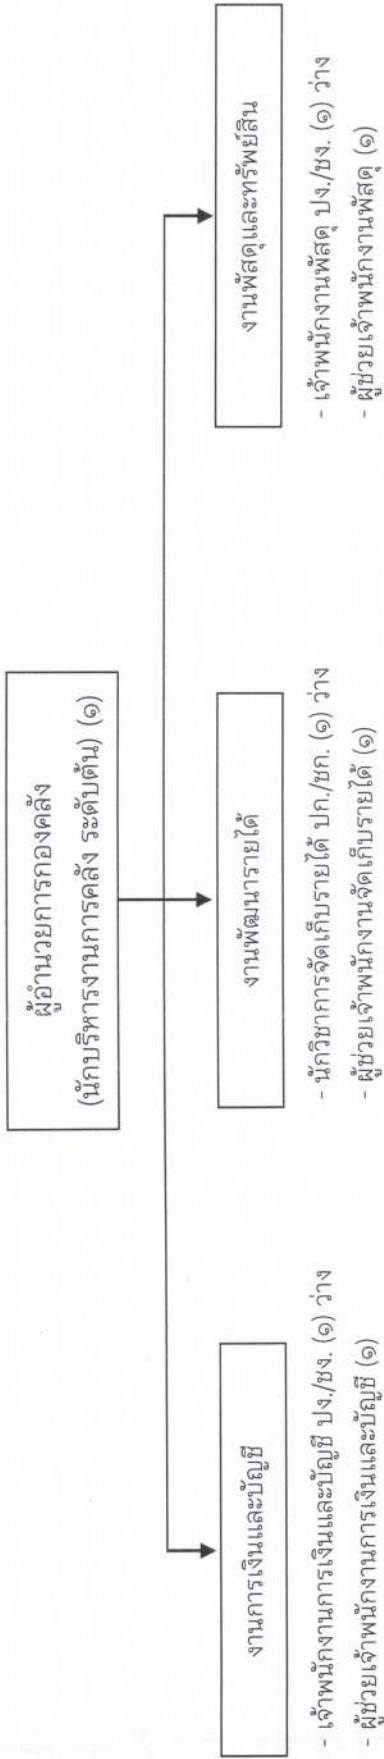 ผู้อำนวยการกองคลัง
(นักบริหารงานการคลัง ระดับต้น) (๑)
งานการเงินและบัญชี
- เจ้าพนักงานการเงินและบัญชี ปง./ชง. (๑) ว่าง
- ผู้ช่วยเจ้าพนักงานการเงินและบัญชี (๑)
งานพัฒนารายได้
- นักวิชาการจัดเก็บรายได้ ปก./ชก. (๑) ว่าง
- ผู้ช่วยเจ้าพนักงานจัดเก็บรายได้ (๑)
งานพัสดุและทรัพย์สิน
- เจ้าพนักงานพัสดุ ปง./ชง. (๑) ว่าง
- ผู้ช่วยเจ้าพนักงานพัสดุ (๑)